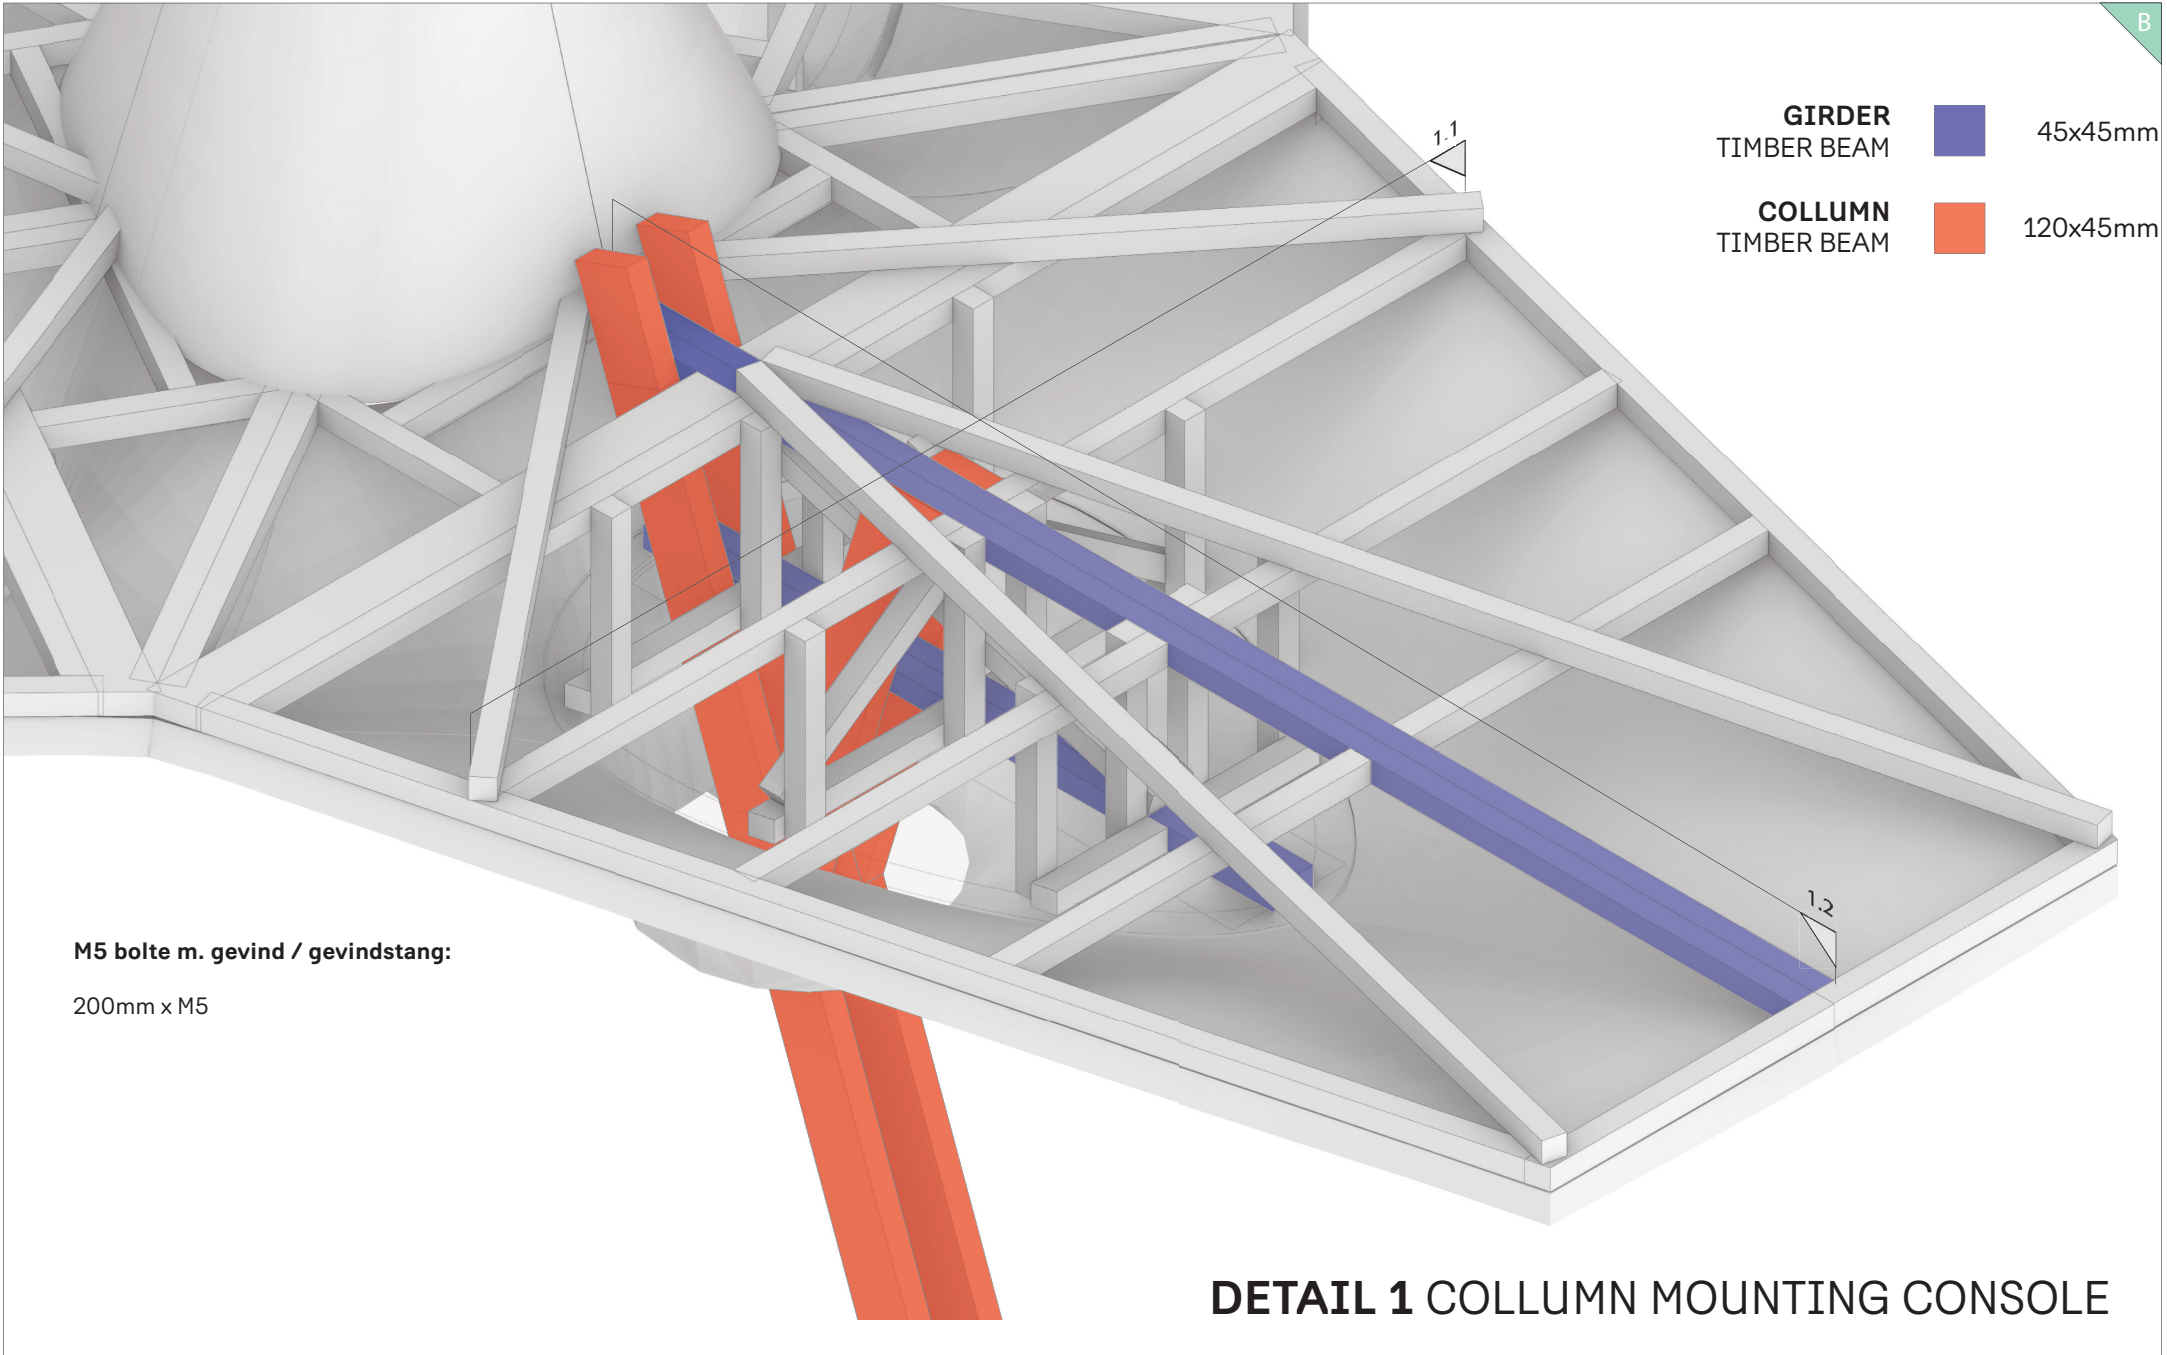 B
GIRDER
TIMBER BEAM
45x45mm
COLLUMN
TIMBER BEAM
120x45mm
1.1
1.2
M5 bolte m. gevind / gevindstang:
200mm x M5
DETAIL 1 COLLUMN MOUNTING CONSOLE